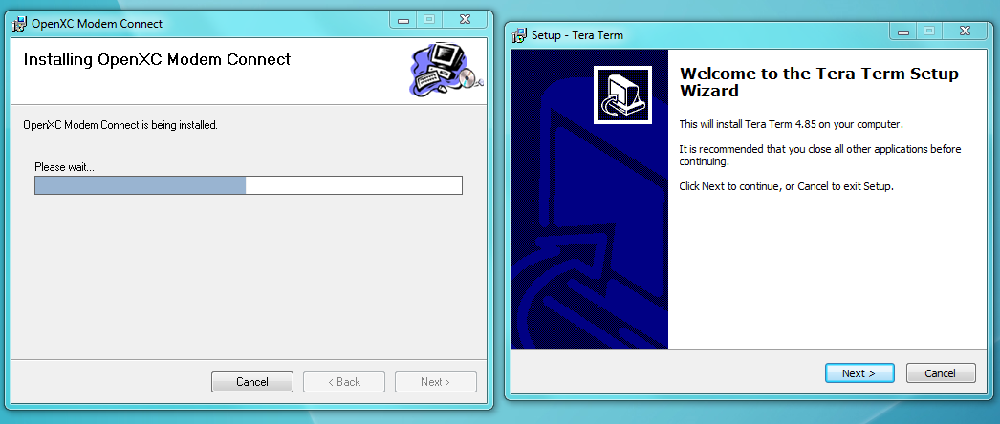 OpenXC Modem Connect
Installing OpenXC Modem Connect
OpenXC Modem Connect is being installed.
Please wait...
Cancel
< Back
Next >
Setup - Tera Term
Welcome to the Tera Term Setup
Wizard
This will install Tera Term 4.85 on your computer.
It is recommended that you close all other applications before
continuing.
Click Next to continue, or Cancel to exit Setup.
Next >
Cancel